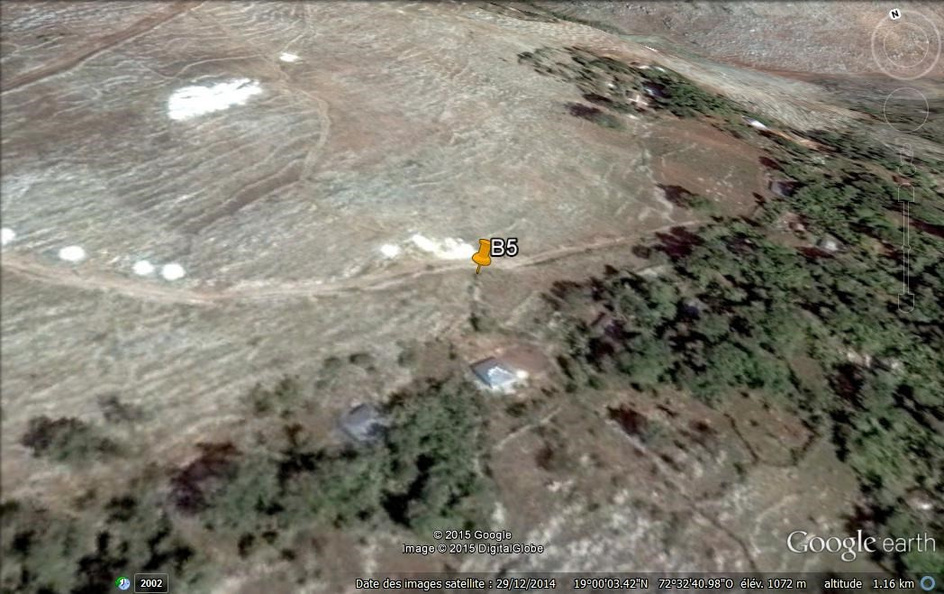 N
B5
© 2015 Google
Image © 2015 DigitalGlobe
Google earth
2002
Date des images satellite : 29/12/2014 19°00'03.42"N 72°32'40.98"O élév. 1072 m altitude 1.16 km